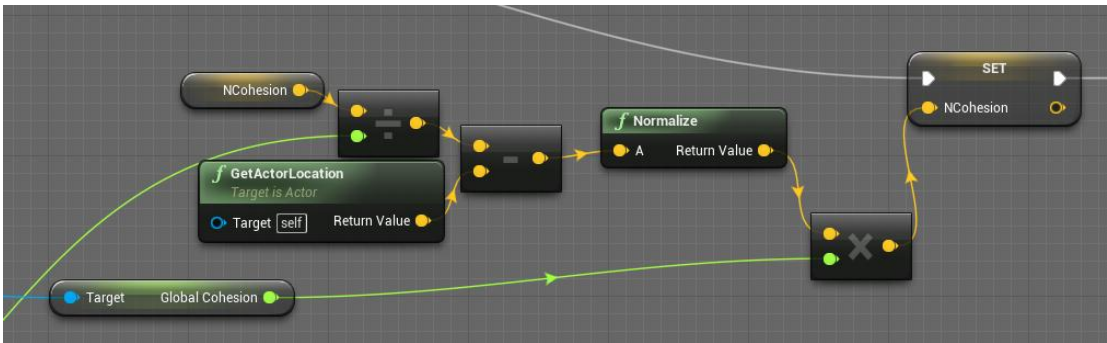 SET
NCohesion
NCohesion
f Normalize
A Return Value
f GetActorLocation
Target is Actor
Target self Return Value
Target Global Cohesion